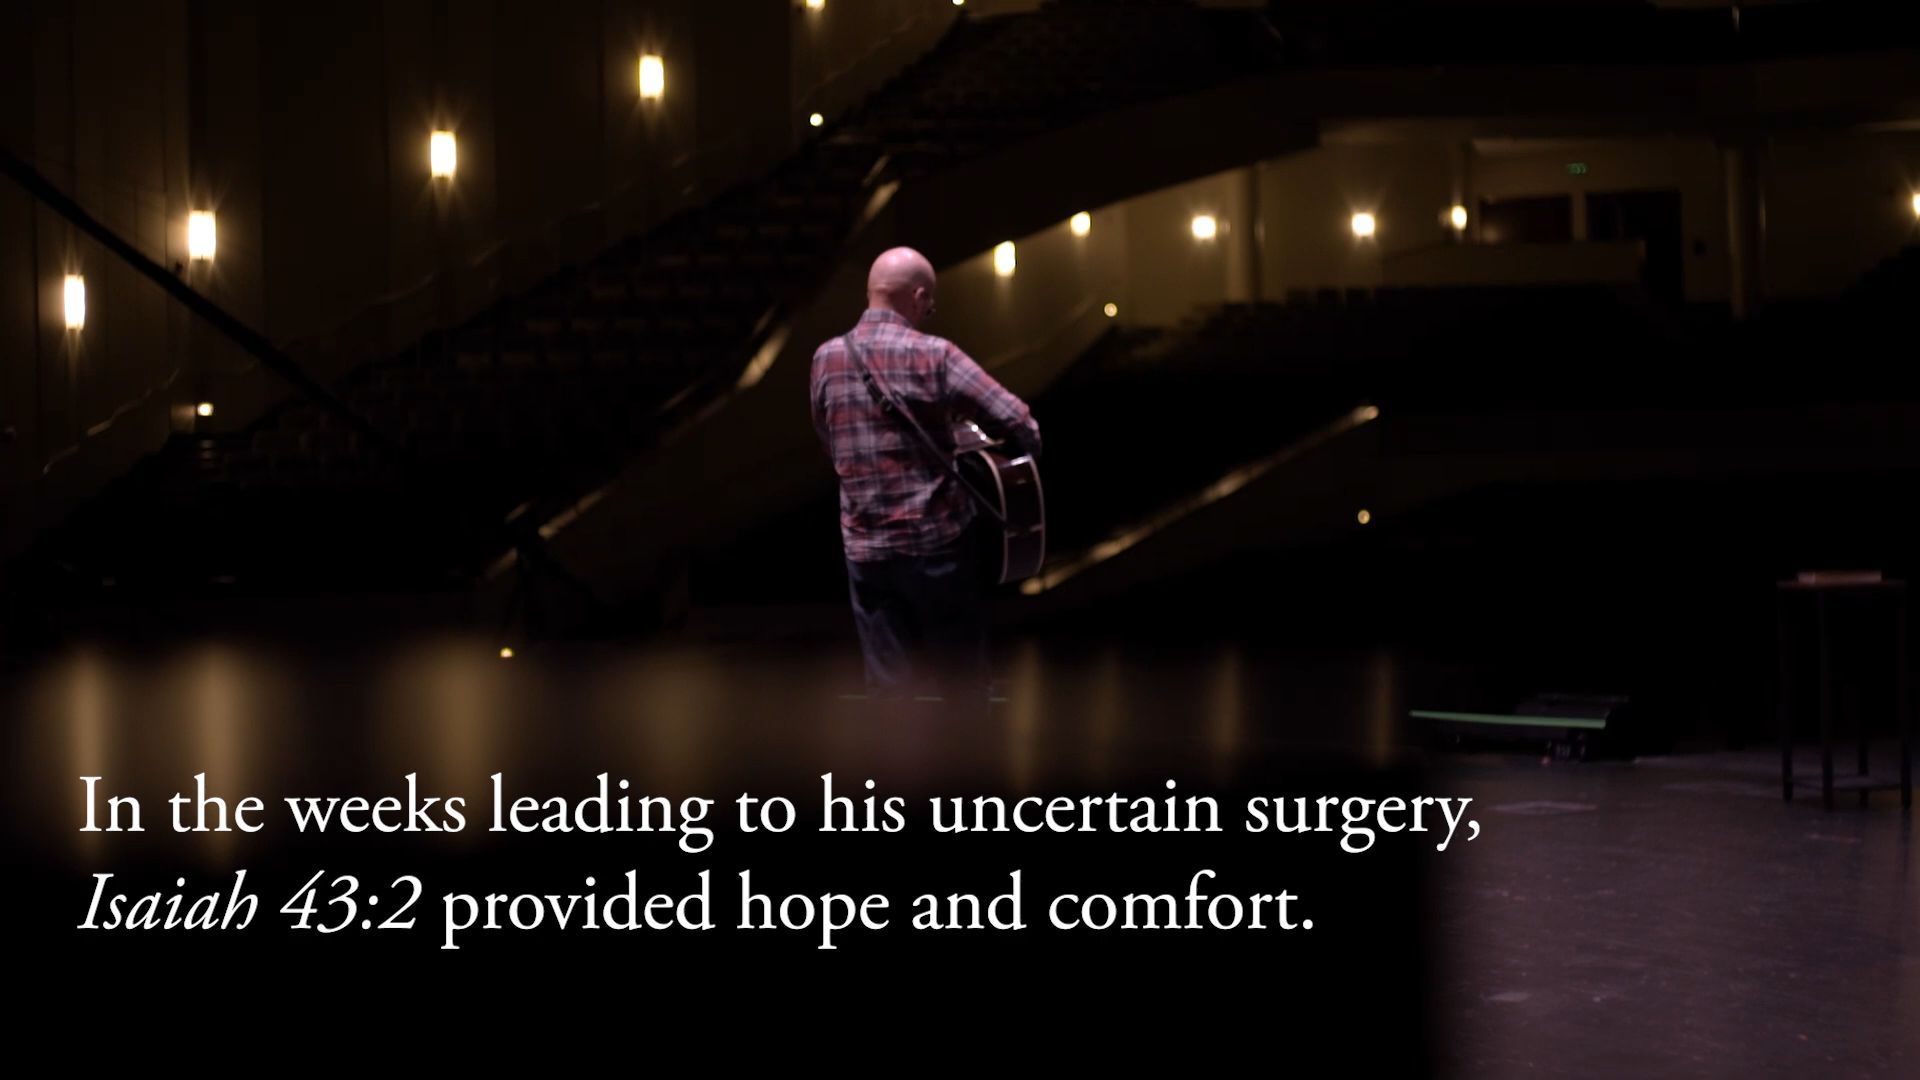 In the weeks leading to his uncertain surgery,
Isaiah 43:2 provided hope and comfort.